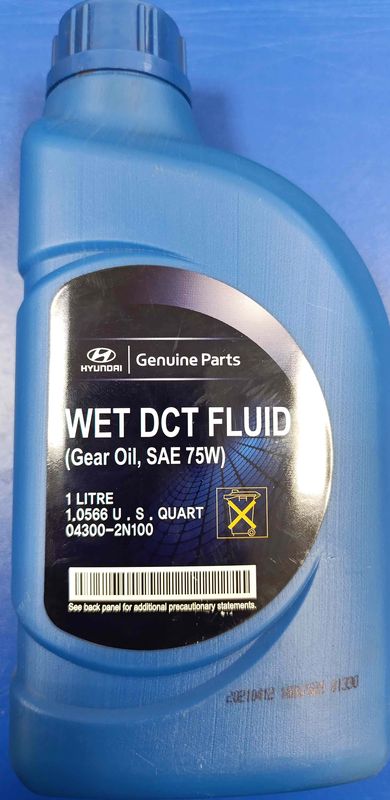 HYUNDAI
Genuine Parts
WET DCT FLUID
(Gear Oil, SAE 75W)
1 LITRE
1.0566 U . S . QUART
04300-2N100
See back panel for additional precautionary statements.
20210412